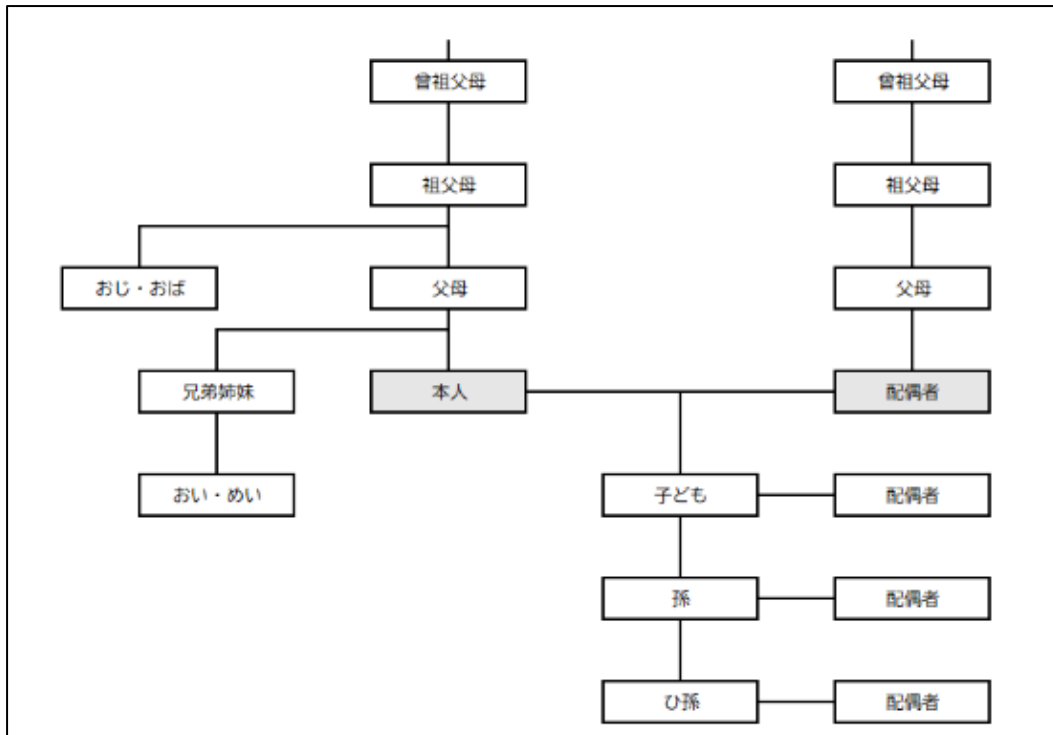 曾祖父母
曾祖父母
祖父母
祖父母
おじ・おば
父母
父母
兄弟姉妹
本人
配偶者
おい・めい
子ども
配偶者
孫
配偶者
ひ孫
配偶者